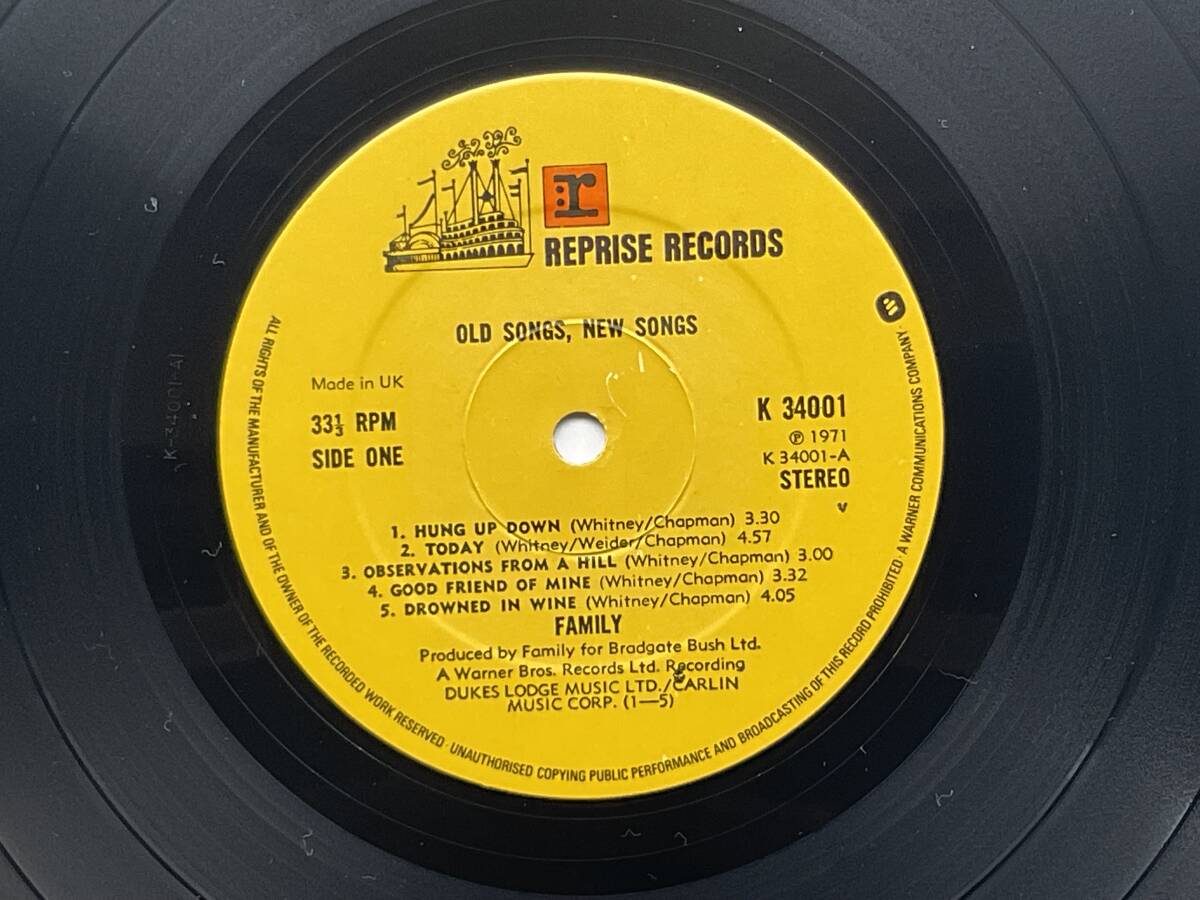 r
REPRISE RECORDS
OLD SONGS, NEW SONGS
Made in UK
33⅓ RPM
SIDE ONE
K 34001
℗ 1971
K 34001-A
STEREO
1. HUNG UP DOWN (Whitney/Chapman) 3.30
2. TODAY (Whitney/Weider/Chapman) 4.57
3. OBSERVATIONS FROM A HILL (Whitney/Chapman) 3.00
4. GOOD FRIEND OF MINE (Whitney/Chapman) 3.32
5. DROWNED IN WINE (Whitney/Chapman) 4.05
FAMILY
Produced by Family for Bradgate Bush Ltd.
A Warner Bros. Records Ltd. Recording
DUKES LODGE MUSIC LTD./CARLIN
MUSIC CORP. (1—5)
ALL RIGHTS OF THE MANUFACTURER AND OF THE OWNER OF THE RECORDED WORK RESERVED · UNAUTHORISED COPYING PUBLIC PERFORMANCE AND BROADCASTING OF THIS RECORD PROHIBITED · A WARNER COMMUNICATIONS COMPANY ·
K-34001-A1